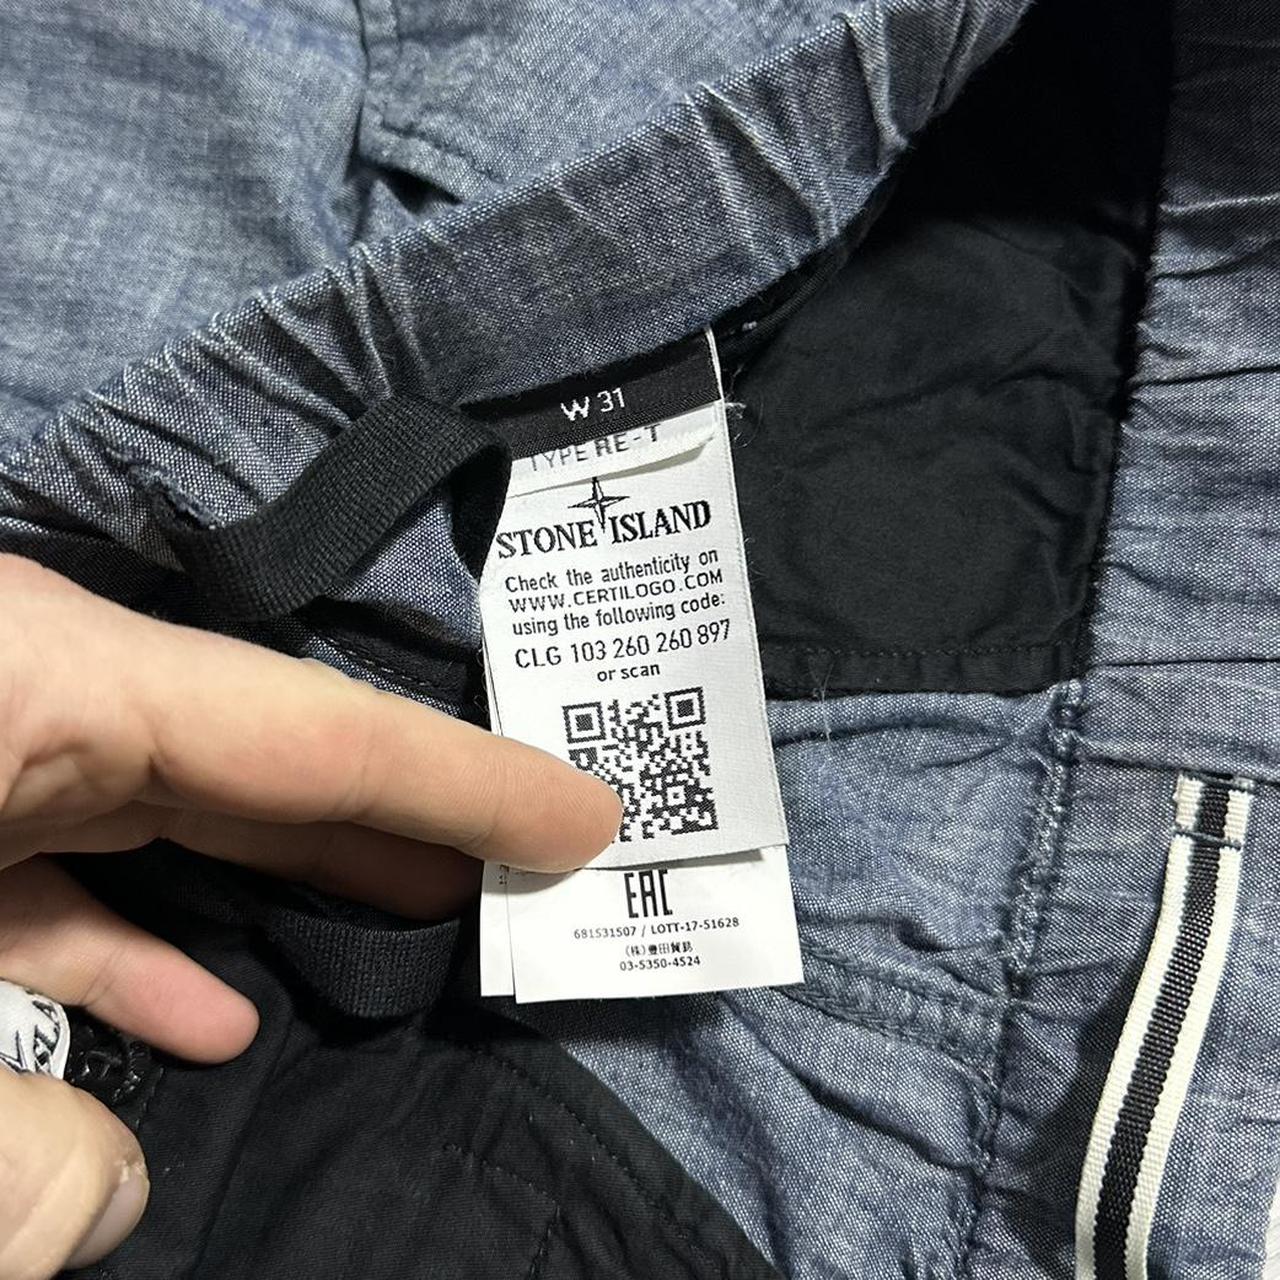 W 31
TYPE RE-T
STONE ISLAND
Check the authenticity on
WWW.CERTILOGO.COM
using the following code:
CLG 103 260 260 897
or scan
EAC
681531507 / LOTT-17-51628
(株)豊田貿易
03-5350-4524